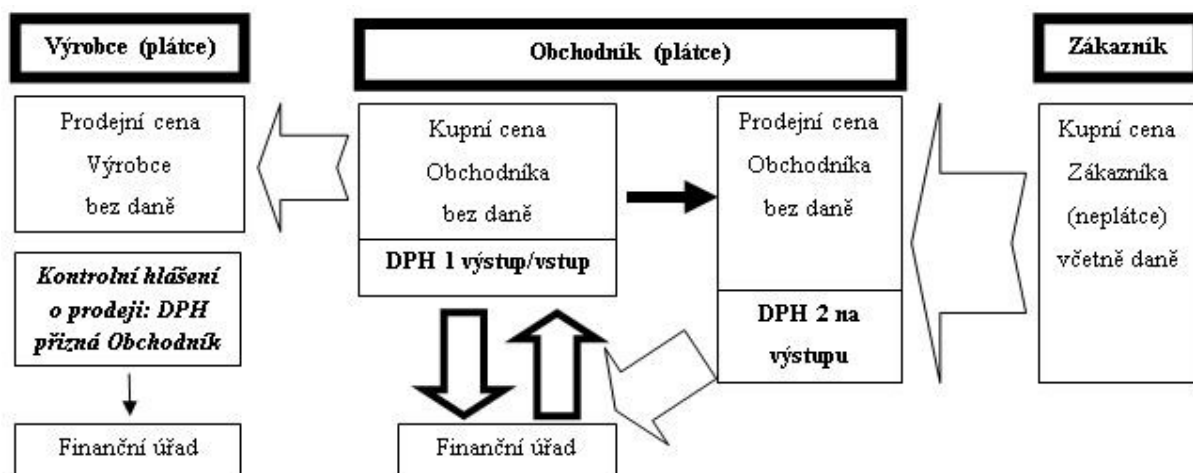 Výrobce (plátce)
Obchodník (plátce)
Zákazník
Prodejní cena
Výrobce
bez daně
Kupní cena
Obchodníka
bez daně
DPH 1 výstup/vstup
Prodejní cena
Obchodníka
bez daně
DPH 2 na
výstupu
Kupní cena
Zákazníka
(neplátce)
včetně daně
Kontrolní hlášení
o prodeji: DPH
přizná Obchodník
Finanční úřad
Finanční úřad